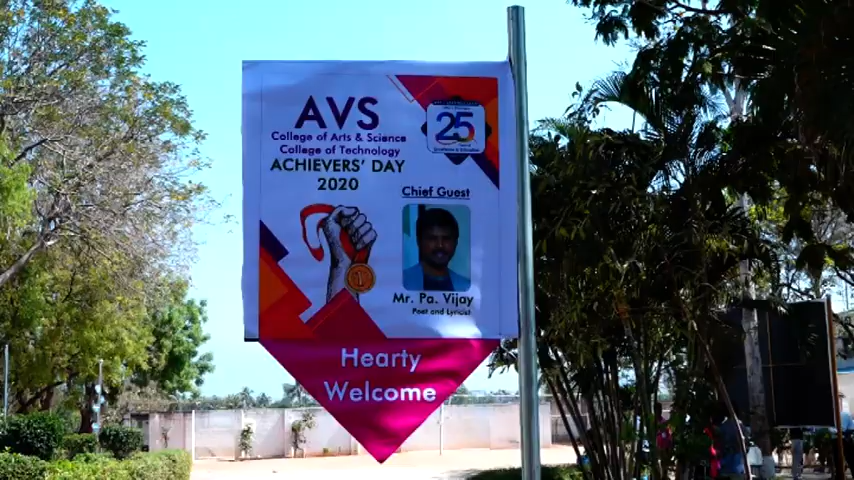 AVS
College of Arts & Science
College of Technology
ACHIEVERS' DAY
2020
25
Chief Guest
Mr. Pa. Vijay
Poet and Lyricist
Hearty
Welcome